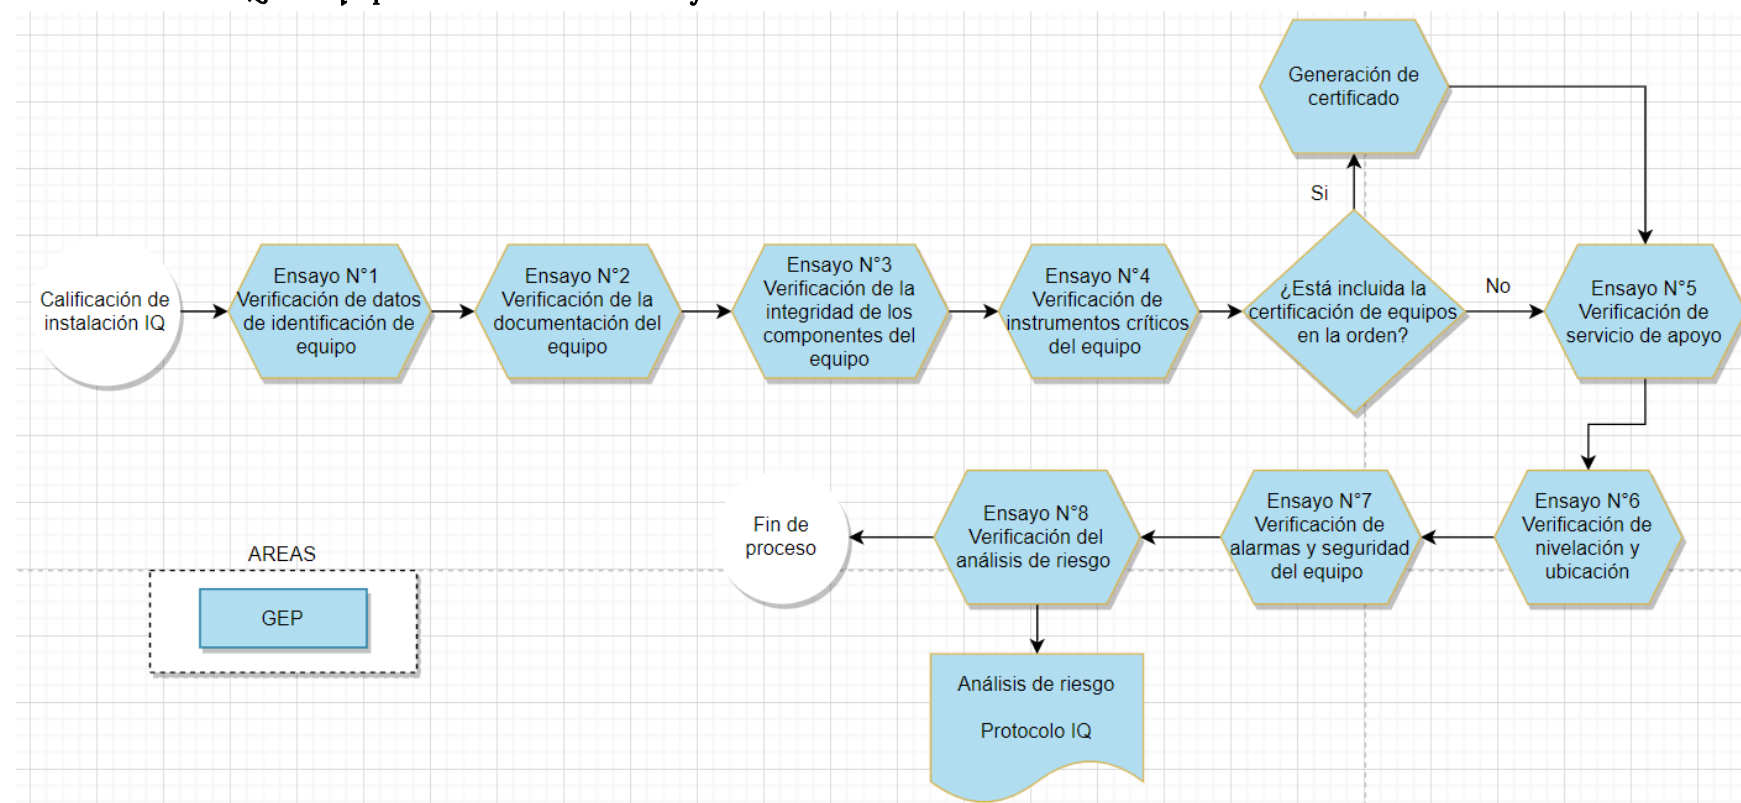 Generación de
certificado
Si
Calificación de
instalación IQ
Ensayo N°1
Verificación de datos
de identificación de
equipo
Ensayo N°2
Verificación de la
documentación del
equipo
Ensayo N°3
Verificación de la
integridad de los
componentes del
equipo
Ensayo N°4
Verificación de
instrumentos críticos
del equipo
¿Está incluida la
certificación de equipos
en la orden?
No
Ensayo N°5
Verificación de
servicio de apoyo
Fin de
proceso
Ensayo N°8
Verificación del
análisis de riesgo
Ensayo N°7
Verificación de
alarmas y seguridad
del equipo
Ensayo N°6
Verificación de
nivelación y
ubicación
AREAS
GEP
Análisis de riesgo
Protocolo IQ